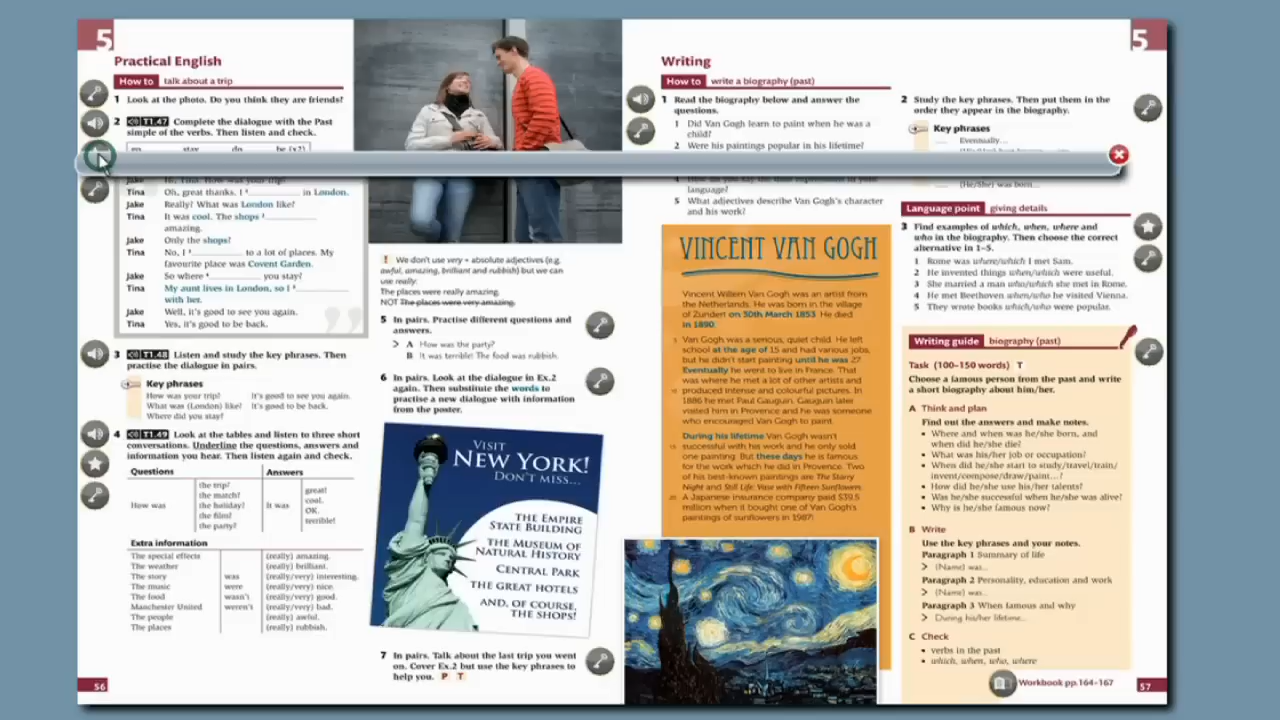 5
Practical English
How to talk about a trip
1 Look at the photo. Do you think they are friends?
2 T1.47 Complete the dialogue with the Past
simple of the verbs. Then listen and check.
go stay do be (x2)
Tina Oh, great thanks. I in London.
Jake Really? What was London like?
Tina It was cool. The shops
amazing.
Jake Only the shops?
Tina No, I to a lot of places. My
favourite place was Covent Garden.
Jake So where you stay?
Tina My aunt lives in London, so I
with her.
Jake Well, it's good to see you again.
Tina Yes, it's good to be back.
3 T1.48 Listen and study the key phrases. Then
practise the dialogue in pairs.
Key phrases
How was your trip? It's good to see you again.
What was (London) like? It's good to be back.
Where did you stay?
4 T1.49 Look at the tables and listen to three short
conversations. Underline the questions, answers and
information you hear. Then listen again and check.
Questions Answers
How was
the trip?
the match?
the holiday?
the film?
the party?
It was
great!
cool.
OK.
terrible!
Extra information
The special effects
The weather
The story
The music
The food
Manchester United
The people
The places
was
were
wasn't
weren't
(really) amazing.
(really) brilliant.
(really/very) interesting.
(really/very) nice.
(really/very) good.
(really/very) bad.
(really) awful.
(really) rubbish.
56
! We don't use very + absolute adjectives (e.g.
awful, amazing, brilliant and rubbish) but we can
use really:
The places were really amazing.
NOT The places were very amazing.
5 In pairs. Practise different questions and
answers.
> A How was the party?
B It was terrible! The food was rubbish.
6 In pairs. Look at the dialogue in Ex.2
again. Then substitute the words to
practise a new dialogue with information
from the poster.
VISIT
NEW YORK!
DON'T MISS...
THE EMPIRE
STATE BUILDING
THE MUSEUM OF
NATURAL HISTORY
CENTRAL PARK
THE GREAT HOTELS
AND, OF COURSE,
THE SHOPS!
7 In pairs. Talk about the last trip you went
on. Cover Ex.2 but use the key phrases to
help you. P T
5
Writing
How to write a biography (past)
1 Read the biography below and answer the
questions.
1 Did Van Gogh learn to paint when he was a
child?
2 Were his paintings popular in his lifetime?
language?
5 What adjectives describe Van Gogh's character
and his work?
VINCENT VAN GOGH
Vincent Willem Van Gogh was an artist from
the Netherlands. He was born in the village
of Zundert on 30th March 1853. He died
in 1890.
Van Gogh was a serious, quiet child. He left
school at the age of 15 and had various jobs,
but he didn't start painting until he was 27.
Eventually he went to live in France. That
was where he met a lot of other artists and
produced intense and colourful pictures. In
1886 he met Paul Gauguin. Gauguin later
visited him in Provence and he was someone
who encouraged Van Gogh to paint.
During his lifetime Van Gogh wasn't
successful with his work and he only sold
one painting. But these days he is famous
for the work which he did in Provence. Two
of his best-known paintings are The Starry
Night and Still Life: Vase with Fifteen Sunflowers.
A Japanese insurance company paid $39.5
million when it bought one of Van Gogh's
paintings of sunflowers in 1987!
2 Study the key phrases. Then put them in the
order they appear in the biography.
Key phrases
Eventually...
(He/She) was born...
Language point giving details
3 Find examples of which, when, where and
who in the biography. Then choose the correct
alternative in 1–5.
1 Rome was where/which I met Sam.
2 He invented things when/which were useful.
3 She married a man who/which she met in Rome.
4 He met Beethoven when/who he visited Vienna.
5 They wrote books which/who were popular.
Writing guide biography (past)
Task (100–150 words) T
Choose a famous person from the past and write
a short biography about him/her.
A Think and plan
Find out the answers and make notes.
• Where and when was he/she born, and
when did he/she die?
• What was his/her job or occupation?
• When did he/she start to study/travel/train/
invent/compose/draw/paint...?
• How did he/she use his/her talents?
• Was he/she successful when he/she was alive?
• Why is he/she famous now?
B Write
Use the key phrases and your notes.
Paragraph 1 Summary of life
> (Name) was...
Paragraph 2 Personality, education and work
> (Name) was...
Paragraph 3 When famous and why
> During his/her lifetime...
C Check
• verbs in the past
• which, when, who, where
Workbook pp.164–167
57